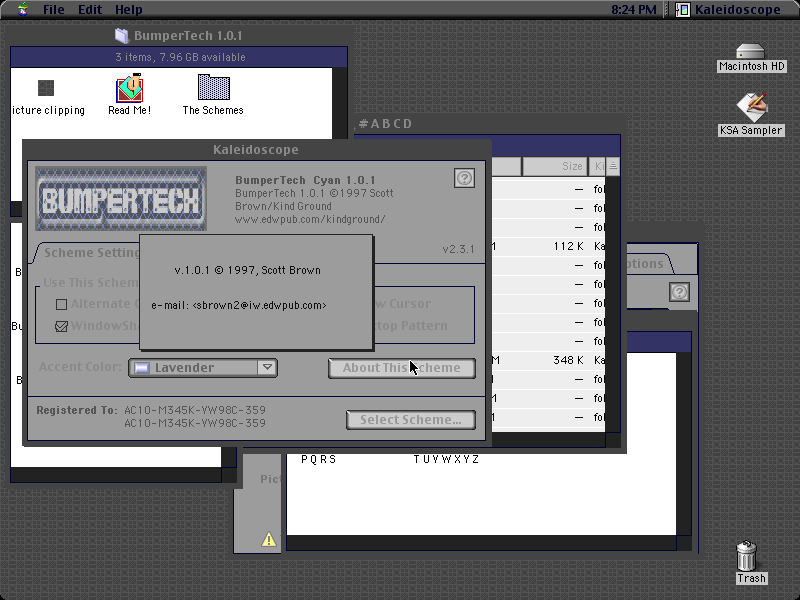 File Edit Help
8:24 PM Kaleidoscope
BumperTech 1.0.1
3 items, 7.96 GB available
icture clipping
Read Me!
The Schemes
Macintosh HD
KSA Sampler
#ABCD
Size
Ki
— fol
— fol
— fol
112 K Ka
— fol
— fol
— fol
— fol
— fol
348 K Ka
— fol
— fol
— fol
Kaleidoscope
BUMPERTECH
BumperTech Cyan 1.0.1
BumperTech 1.0.1 ©1997 Scott
Brown/Kind Ground
www.edwpub.com/kindground/
v2.3.1
Scheme Setting
Use This Schem
Alternate
WindowSh
w Cursor
top Pattern
v.1.0.1 © 1997, Scott Brown
e-mail: <sbrown2@iw.edwpub.com>
Accent Color: Lavender
About This Scheme
Registered To: AC10-M345K-YW98C-359
AC10-M345K-YW98C-359
Select Scheme...
ptions
PQRS
TUVWXYZ
Pict
Trash